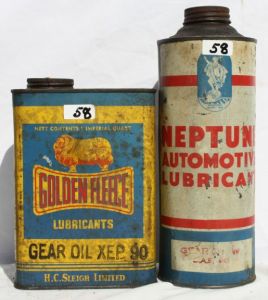 58
NETT CONTENTS 1 IMPERIAL QUART
GOLDEN FLEECE
LUBRICANTS
GEAR OIL XEP 90
H.C. SLEIGH LIMITED
58
NEPTUNE
AUTOMOTIVE
LUBRICANT
GEAR